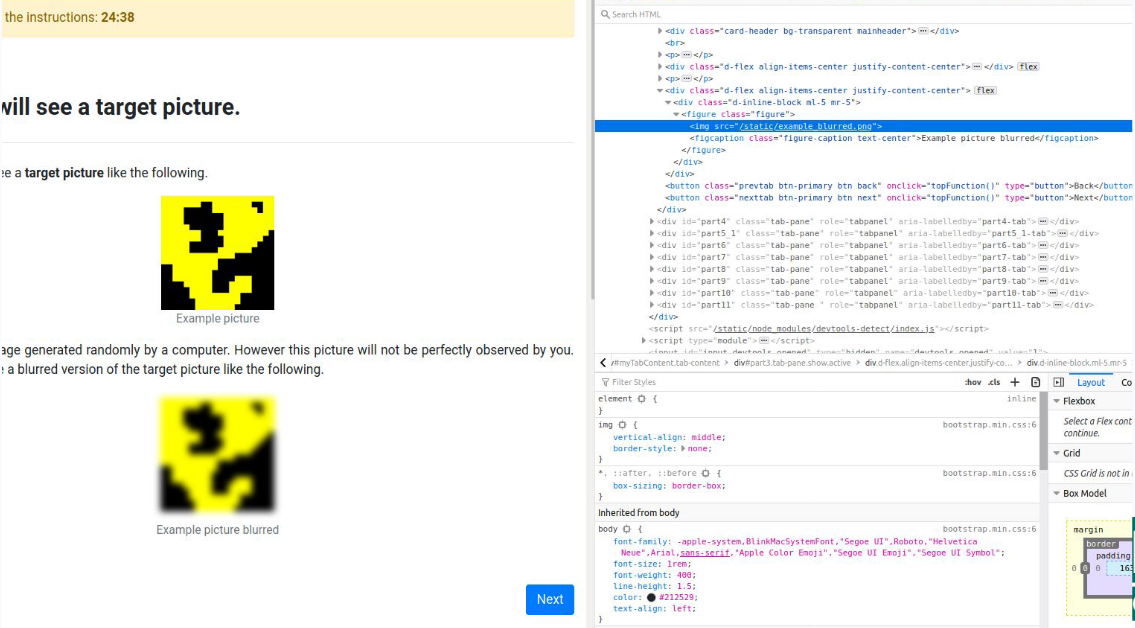 the instructions: 24:38
will see a target picture.
ee a target picture like the following.
Example picture
age generated randomly by a computer. However this picture will not be perfectly observed by you.
e a blurred version of the target picture like the following.
Example picture blurred
Next
Search HTML
<div class="card-header bg-transparent mainheader"> </div>
<br>
<p> </p>
<div class="d-flex align-items-center justify-content-center"> </div> flex
<p> </p>
<div class="d-flex align-items-center justify-content-center"> flex
<div class="d-inline-block ml-5 mr-5">
<figure class="figure">
<img src="/static/example_blurred.png">
<figcaption class="figure-caption text-center">Example picture blurred</figcaption>
</figure>
</div>
</div>
<button class="prevtab btn-primary btn back" onclick="topFunction()" type="button">Back</button
<button class="nexttab btn-primary btn next" onclick="topFunction()" type="button">Next</button
</div>
<div id="part4" class="tab-pane" role="tabpanel" aria-labelledby="part4-tab"> </div>
<div id="part5_1" class="tab-pane" role="tabpanel" aria-labelledby="part5_1-tab"> </div>
<div id="part6" class="tab-pane" role="tabpanel" aria-labelledby="part6-tab"> </div>
<div id="part7" class="tab-pane" role="tabpanel" aria-labelledby="part7-tab"> </div>
<div id="part8" class="tab-pane" role="tabpanel" aria-labelledby="part8-tab"> </div>
<div id="part9" class="tab-pane" role="tabpanel" aria-labelledby="part9-tab"> </div>
<div id="part10" class="tab-pane" role="tabpanel" aria-labelledby="part10-tab"> </div>
<div id="part11" class="tab-pane " role="tabpanel" aria-labelledby="part11-tab"> </div>
</div>
<script src="/static/node_modules/devtools-detect/index.js"></script>
<script type="module"> </script>
<input id="input_devtools_opened" type="hidden" name="devtools_opened" value="1">
v#myTabContent.tab-content > div#part3.tab-pane.show.active > div.d-flex.align-items-center.justify-co… > div.d-inline-block.ml-5.mr-5
Filter Styles :hov .cls +
element { inline
}
img { bootstrap.min.css:6
vertical-align: middle;
border-style: none;
}
*, ::after, ::before { bootstrap.min.css:6
box-sizing: border-box;
}
Inherited from body
body { bootstrap.min.css:6
font-family: -apple-system,BlinkMacSystemFont,"Segoe UI",Roboto,"Helvetica
Neue",Arial,sans-serif,"Apple Color Emoji","Segoe UI Emoji","Segoe UI Symbol";
font-size: 1rem;
font-weight: 400;
line-height: 1.5;
color: #212529;
text-align: left;
}
Layout Co
Flexbox
Select a Flex cont
continue.
Grid
CSS Grid is not in
Box Model
margin
border
padding
0 0 0 163